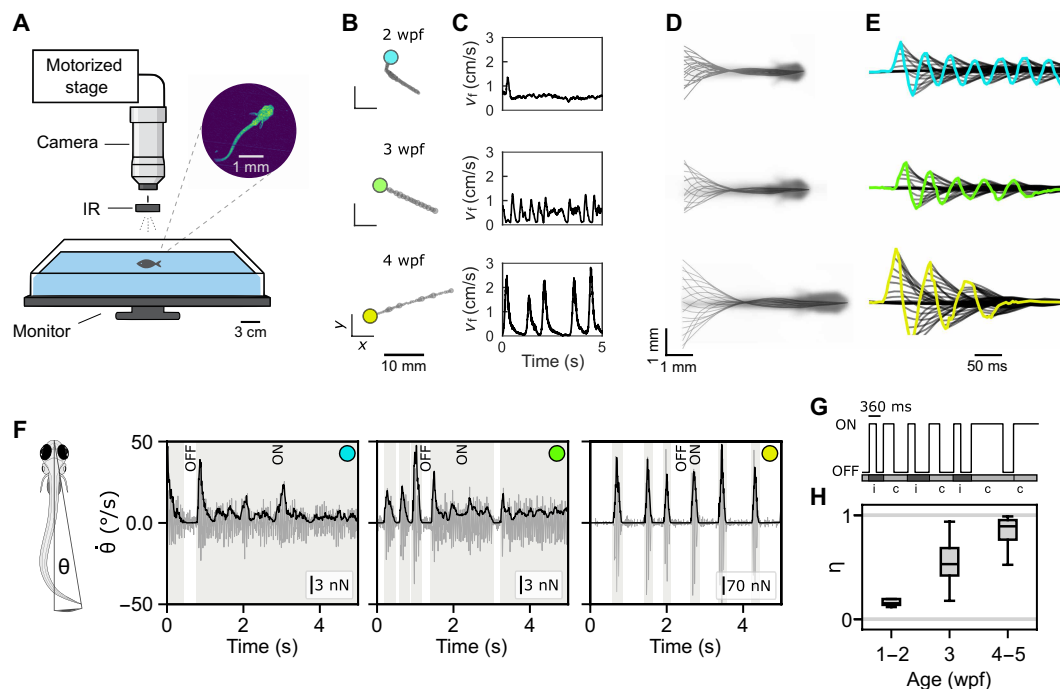 A
Motorized
stage
Camera
1 mm
IR
Monitor
3 cm
B
2 wpf
3 wpf
4 wpf
y
x
10 mm
C
vf (cm/s)
3
2
1
0
vf (cm/s)
3
2
1
0
vf (cm/s)
3
2
1
0
0
5
Time (s)
D
1 mm
1 mm
E
50 ms
F
θ
θ̇ (°/s)
50
0.0
−50
OFF
ON
3 nN
0
2
4
Time (s)
OFF
ON
3 nN
0
2
4
Time (s)
OFF
ON
70 nN
0
2
4
Time (s)
G
360 ms
ON
OFF
i c i c i c c
H
η
1
0
1−2
3
4−5
Age (wpf)